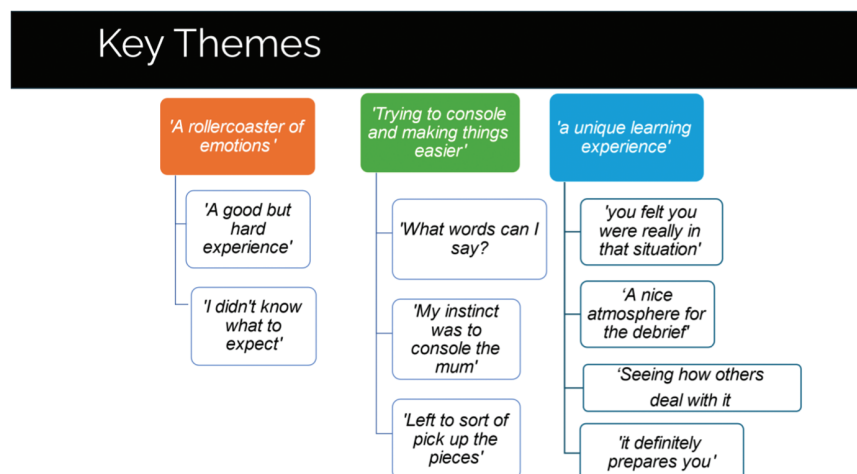 Key Themes
'A rollercoaster of
emotions'
'A good but
hard
experience'
'I didn't know
what to
expect'
'Trying to console
and making things
easier'
'What words can I
say?
'My instinct
was to
console the
mum'
'Left to sort of
pick up the
pieces'
'a unique learning
experience'
'you felt you
were really in
that situation'
‘A nice
atmosphere for
the debrief'
‘Seeing how others
deal with it
'it definitely
prepares you'